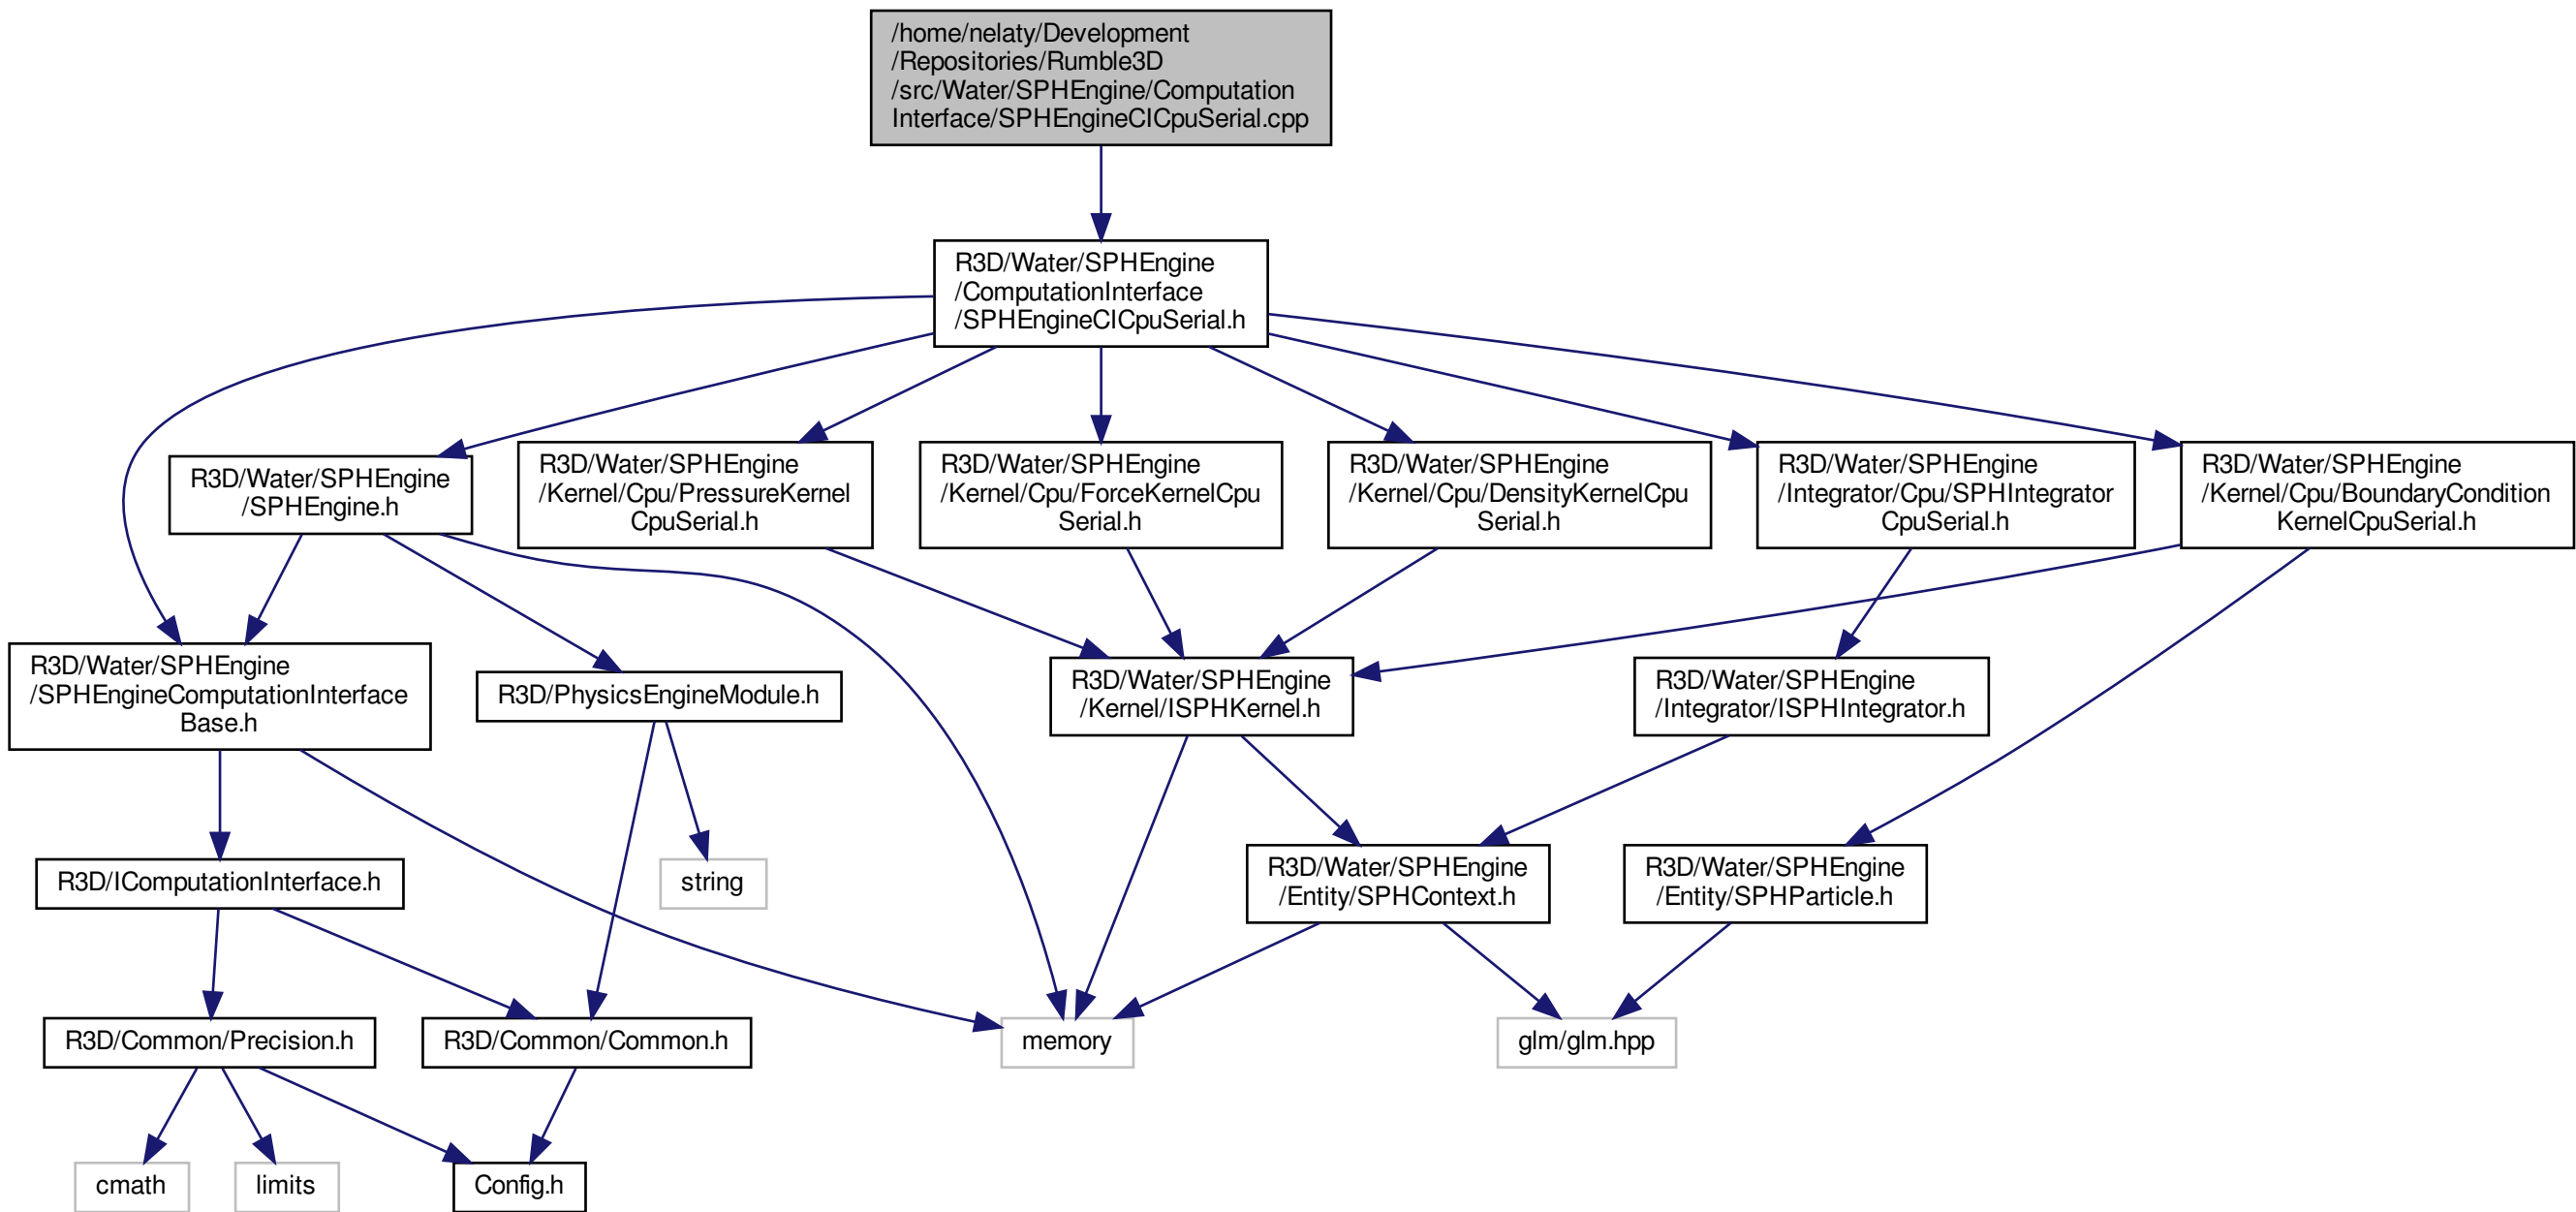 /home/nelaty/Development
/Repositories/Rumble3D
/src/Water/SPHEngine/Computation
Interface/SPHEngineCICpuSerial.cpp
R3D/Water/SPHEngine
/ComputationInterface
/SPHEngineCICpuSerial.h
R3D/Water/SPHEngine
/SPHEngine.h
R3D/Water/SPHEngine
/Kernel/Cpu/PressureKernel
CpuSerial.h
R3D/Water/SPHEngine
/Kernel/Cpu/ForceKernelCpu
Serial.h
R3D/Water/SPHEngine
/Kernel/Cpu/DensityKernelCpu
Serial.h
R3D/Water/SPHEngine
/Integrator/Cpu/SPHIntegrator
CpuSerial.h
R3D/Water/SPHEngine
/Kernel/Cpu/BoundaryCondition
KernelCpuSerial.h
R3D/Water/SPHEngine
/SPHEngineComputationInterface
Base.h
R3D/PhysicsEngineModule.h
R3D/Water/SPHEngine
/Kernel/ISPHKernel.h
R3D/Water/SPHEngine
/Integrator/ISPHIntegrator.h
R3D/IComputationInterface.h
string
R3D/Water/SPHEngine
/Entity/SPHContext.h
R3D/Water/SPHEngine
/Entity/SPHParticle.h
R3D/Common/Precision.h
R3D/Common/Common.h
memory
glm/glm.hpp
cmath
limits
Config.h